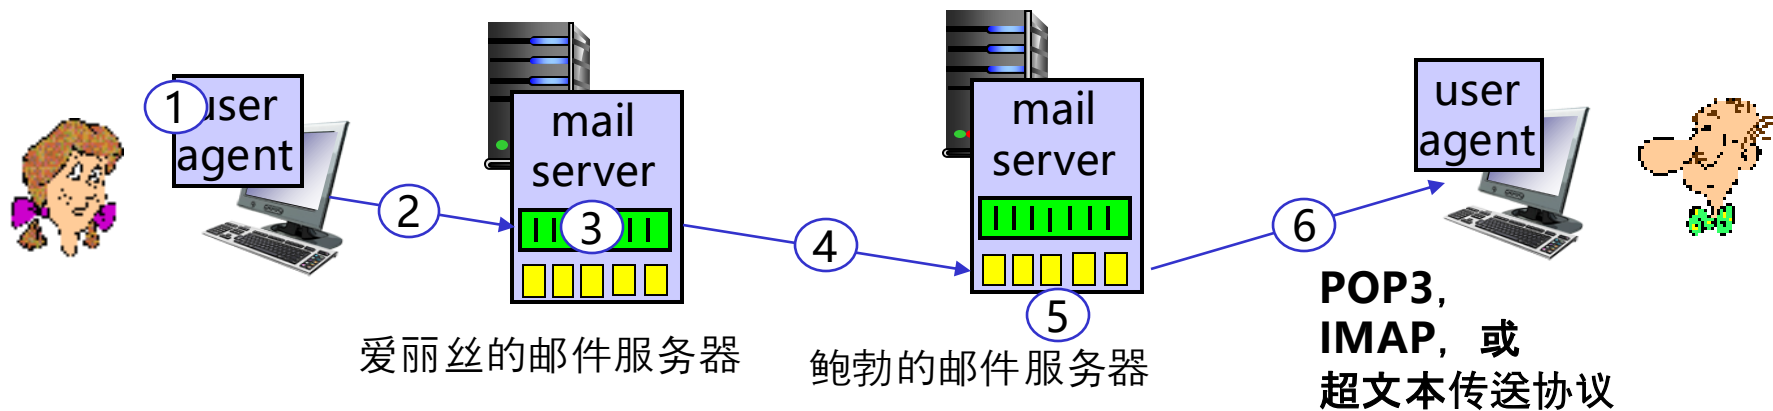 1
user
agent
2
mail
server
3
爱丽丝的邮件服务器
4
mail
server
5
鲍勃的邮件服务器
6
user
agent
POP3,
IMAP, 或
超文本传送协议